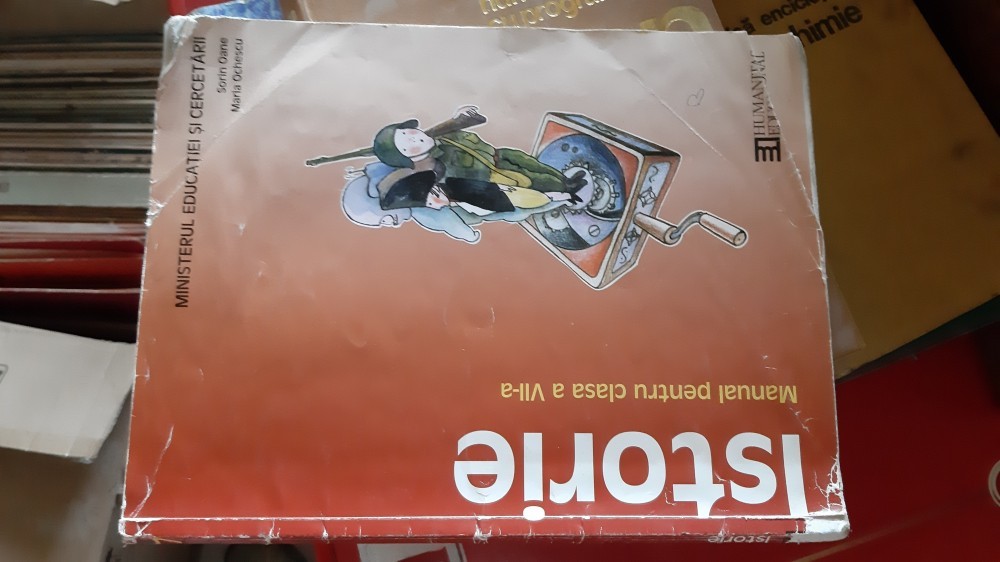 MINISTERUL EDUCAȚIEI ȘI CERCETĂRII
Sorin Oane
Maria Ochescu
HUMANITAS
Manual pentru clasa a VII-a
Istorie
Istorie
chimie